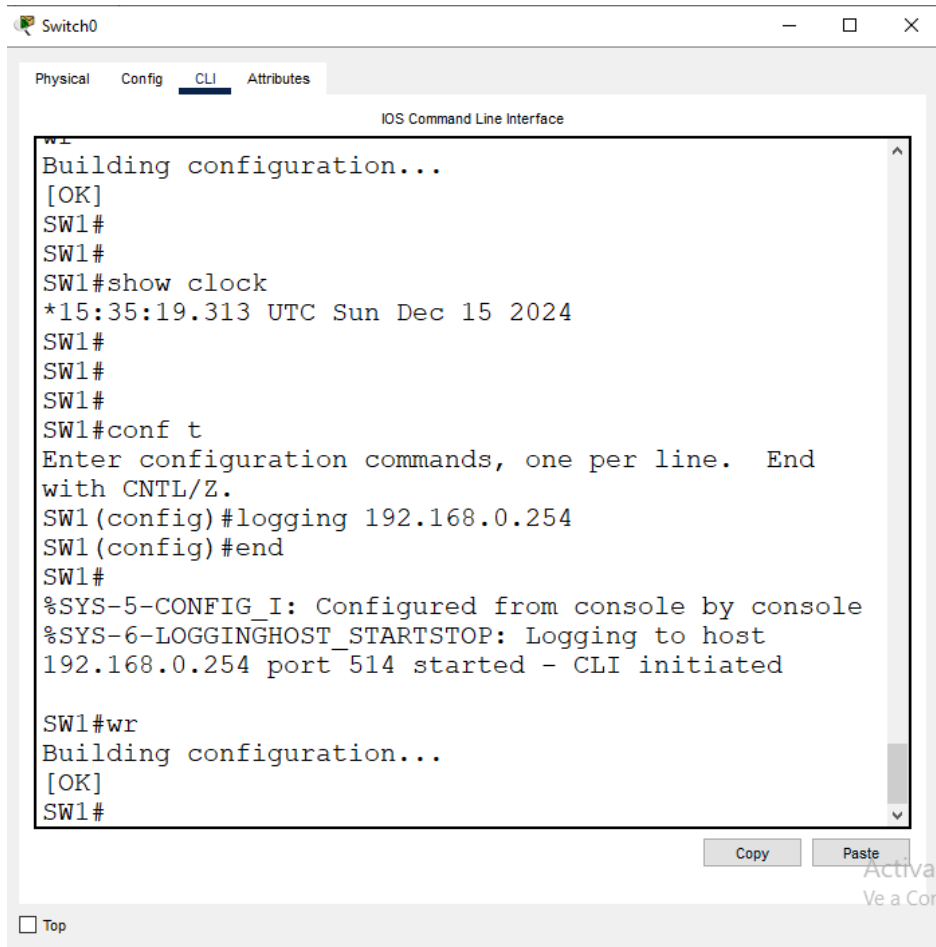 Switch0
Physical Config CLI Attributes
IOS Command Line Interface
wr
Building configuration...
[OK]
SW1#
SW1#
SW1#show clock
*15:35:19.313 UTC Sun Dec 15 2024
SW1#
SW1#
SW1#
SW1#conf t
Enter configuration commands, one per line.  End
with CNTL/Z.
SW1(config)#logging 192.168.0.254
SW1(config)#end
SW1#
%SYS-5-CONFIG_I: Configured from console by console
%SYS-6-LOGGINGHOST_STARTSTOP: Logging to host
192.168.0.254 port 514 started - CLI initiated
SW1#wr
Building configuration...
[OK]
SW1#
Copy Paste
Activa
Ve a Con
Top